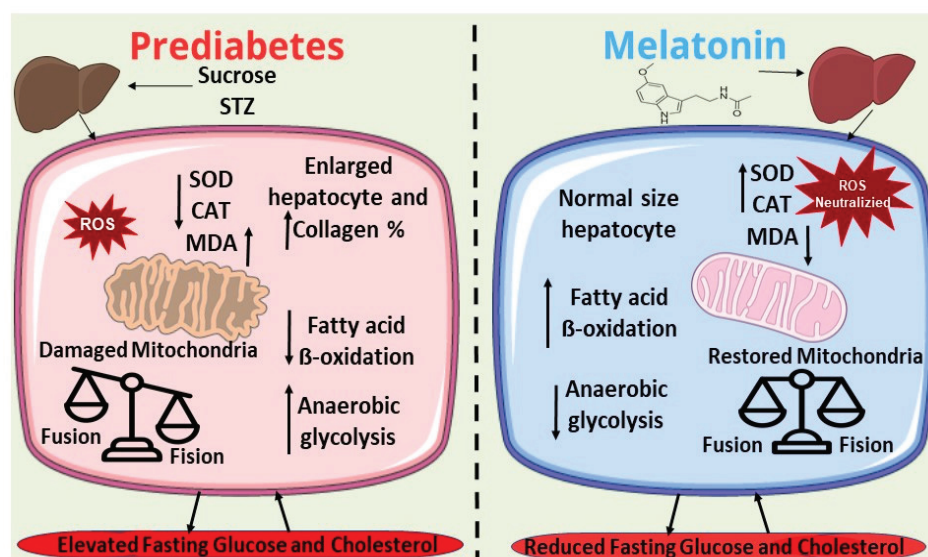 Prediabetes
Sucrose
STZ
ROS
SOD
CAT
MDA
Enlarged
hepatocyte and
Collagen %
Damaged Mitochondria
Fatty acid
ß-oxidation
Anaerobic
glycolysis
Fusion
Fision
Elevated Fasting Glucose and Cholesterol
Melatonin
O
N
H
H
N
O
Normal size
hepatocyte
SOD
CAT
MDA
ROS
Neutralizied
Fatty acid
ß-oxidation
Restored Mitochondria
Anaerobic
glycolysis
Fusion
Fision
Reduced Fasting Glucose and Cholesterol